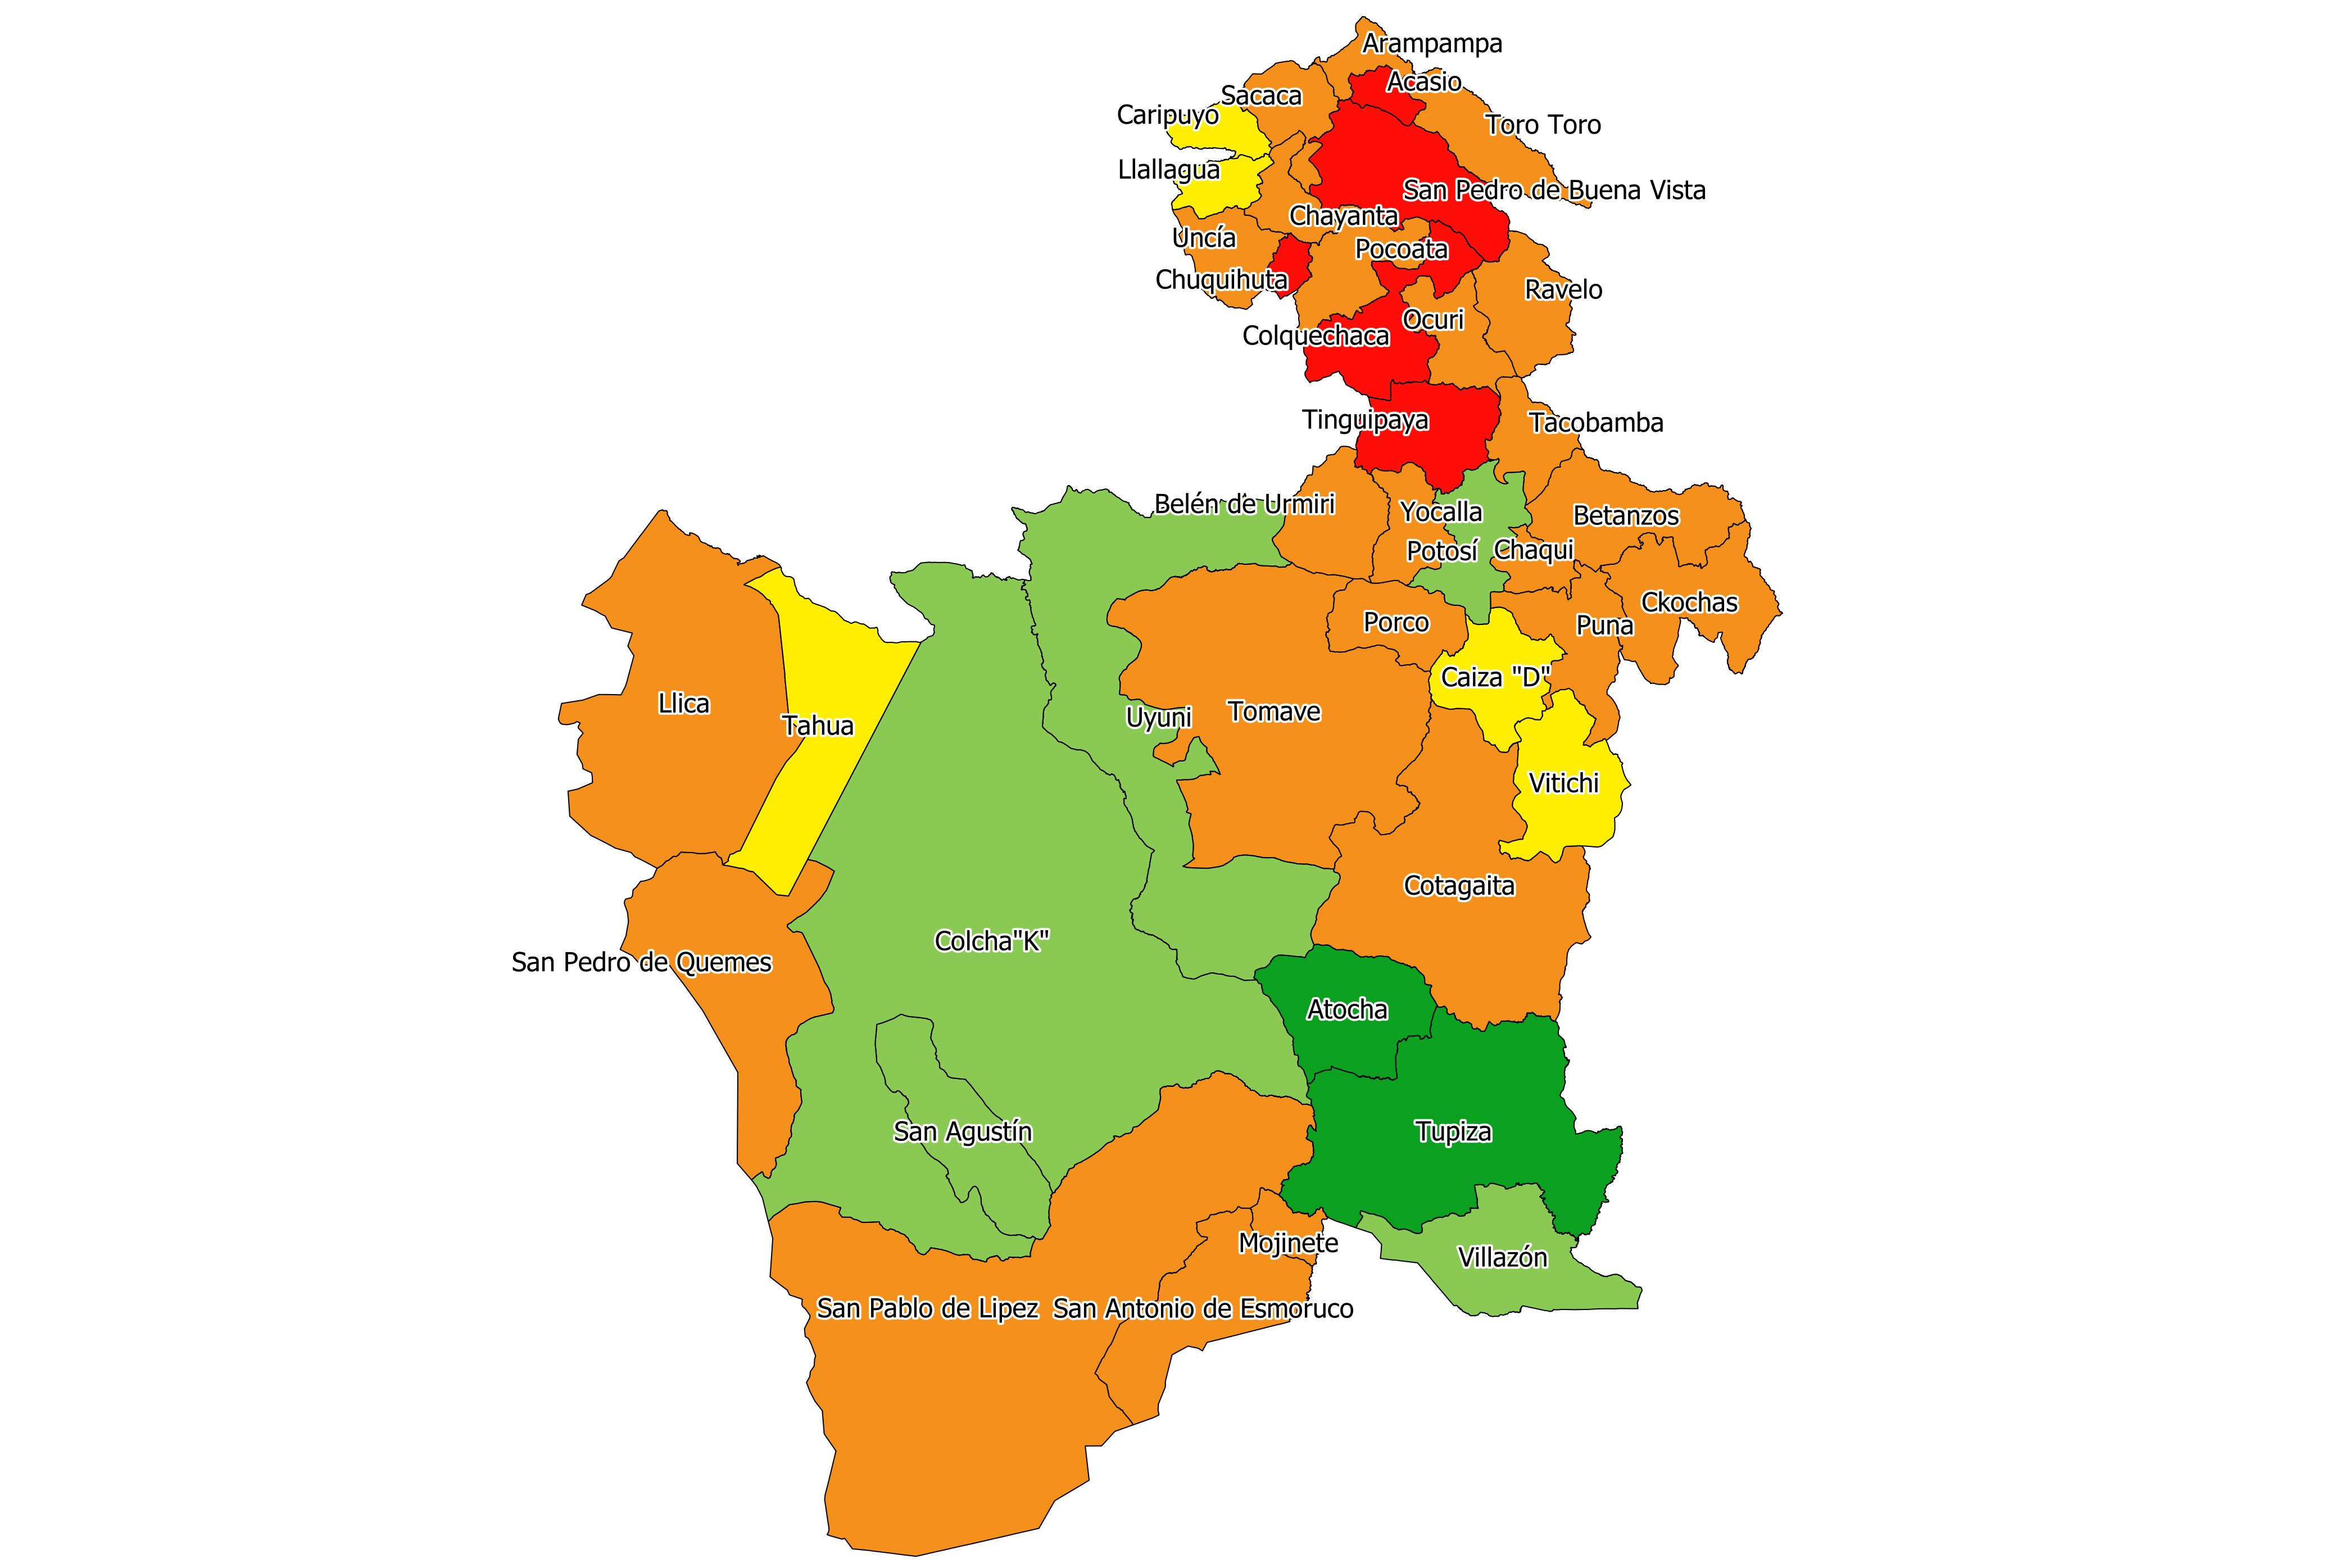 Arampampa
Acasio
Sacaca
Caripuyo
Toro Toro
Llallagua
San Pedro de Buena Vista
Chayanta
Uncía
Pocoata
Chuquihuta
Ravelo
Ocuri
Colquechaca
Tinguipaya
Tacobamba
Belén de Urmiri
Yocalla
Betanzos
Potosí
Chaqui
Ckochas
Porco
Puna
Caiza "D"
Llica
Tahua
Uyuni
Tomave
Vitichi
Cotagaita
Colcha"K"
San Pedro de Quemes
Atocha
San Agustín
Tupiza
Mojinete
Villazón
San Pablo de Lipez
San Antonio de Esmoruco